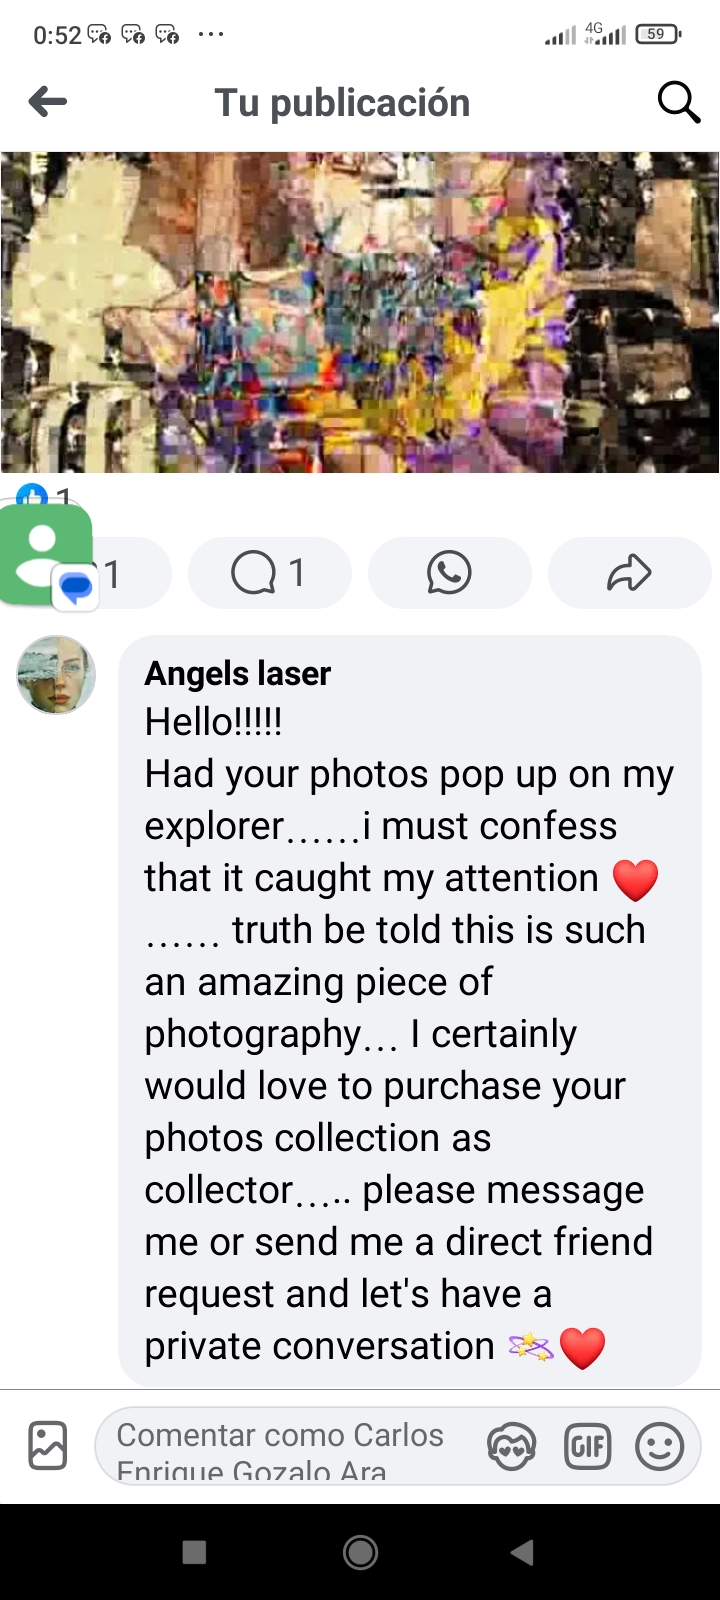 0:52 ... 4G 59
Tu publicación
1
1 1
Angels laser
Hello!!!!!
Had your photos pop up on my
explorer......i must confess
that it caught my attention ❤️
...... truth be told this is such
an amazing piece of
photography... I certainly
would love to purchase your
photos collection as
collector..... please message
me or send me a direct friend
request and let's have a
private conversation 💫❤️
Comentar como Carlos
Enrique Gozalo Ara
GIF